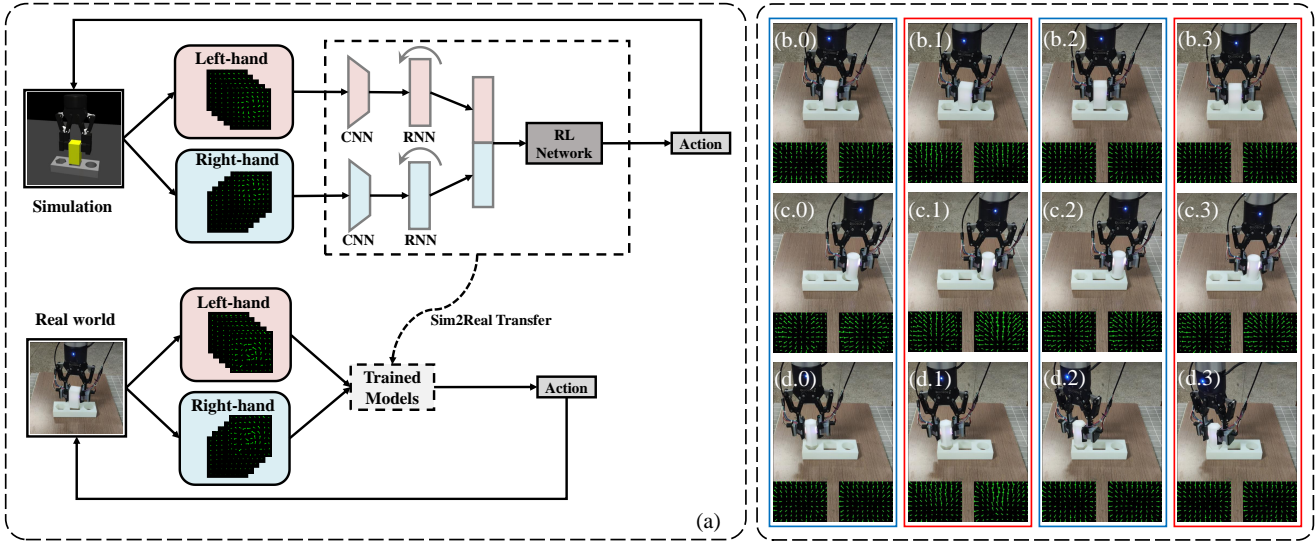 Left-hand
CNN
RNN
Right-hand
CNN
RNN
RL
Network
Action
Simulation
Sim2Real Transfer
Real world
Left-hand
Right-hand
Trained
Models
Action
(a)
(b.0) (b.1) (b.2) (b.3)
(c.0) (c.1) (c.2) (c.3)
(d.0) (d.1) (d.2) (d.3)